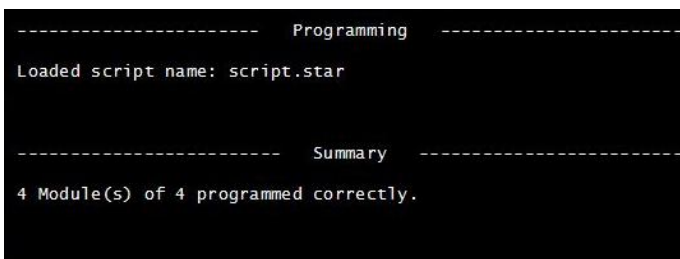 ----------------------- Programming -----------------------
Loaded script name: script.star
------------------------- Summary -------------------------
4 Module(s) of 4 programmed correctly.